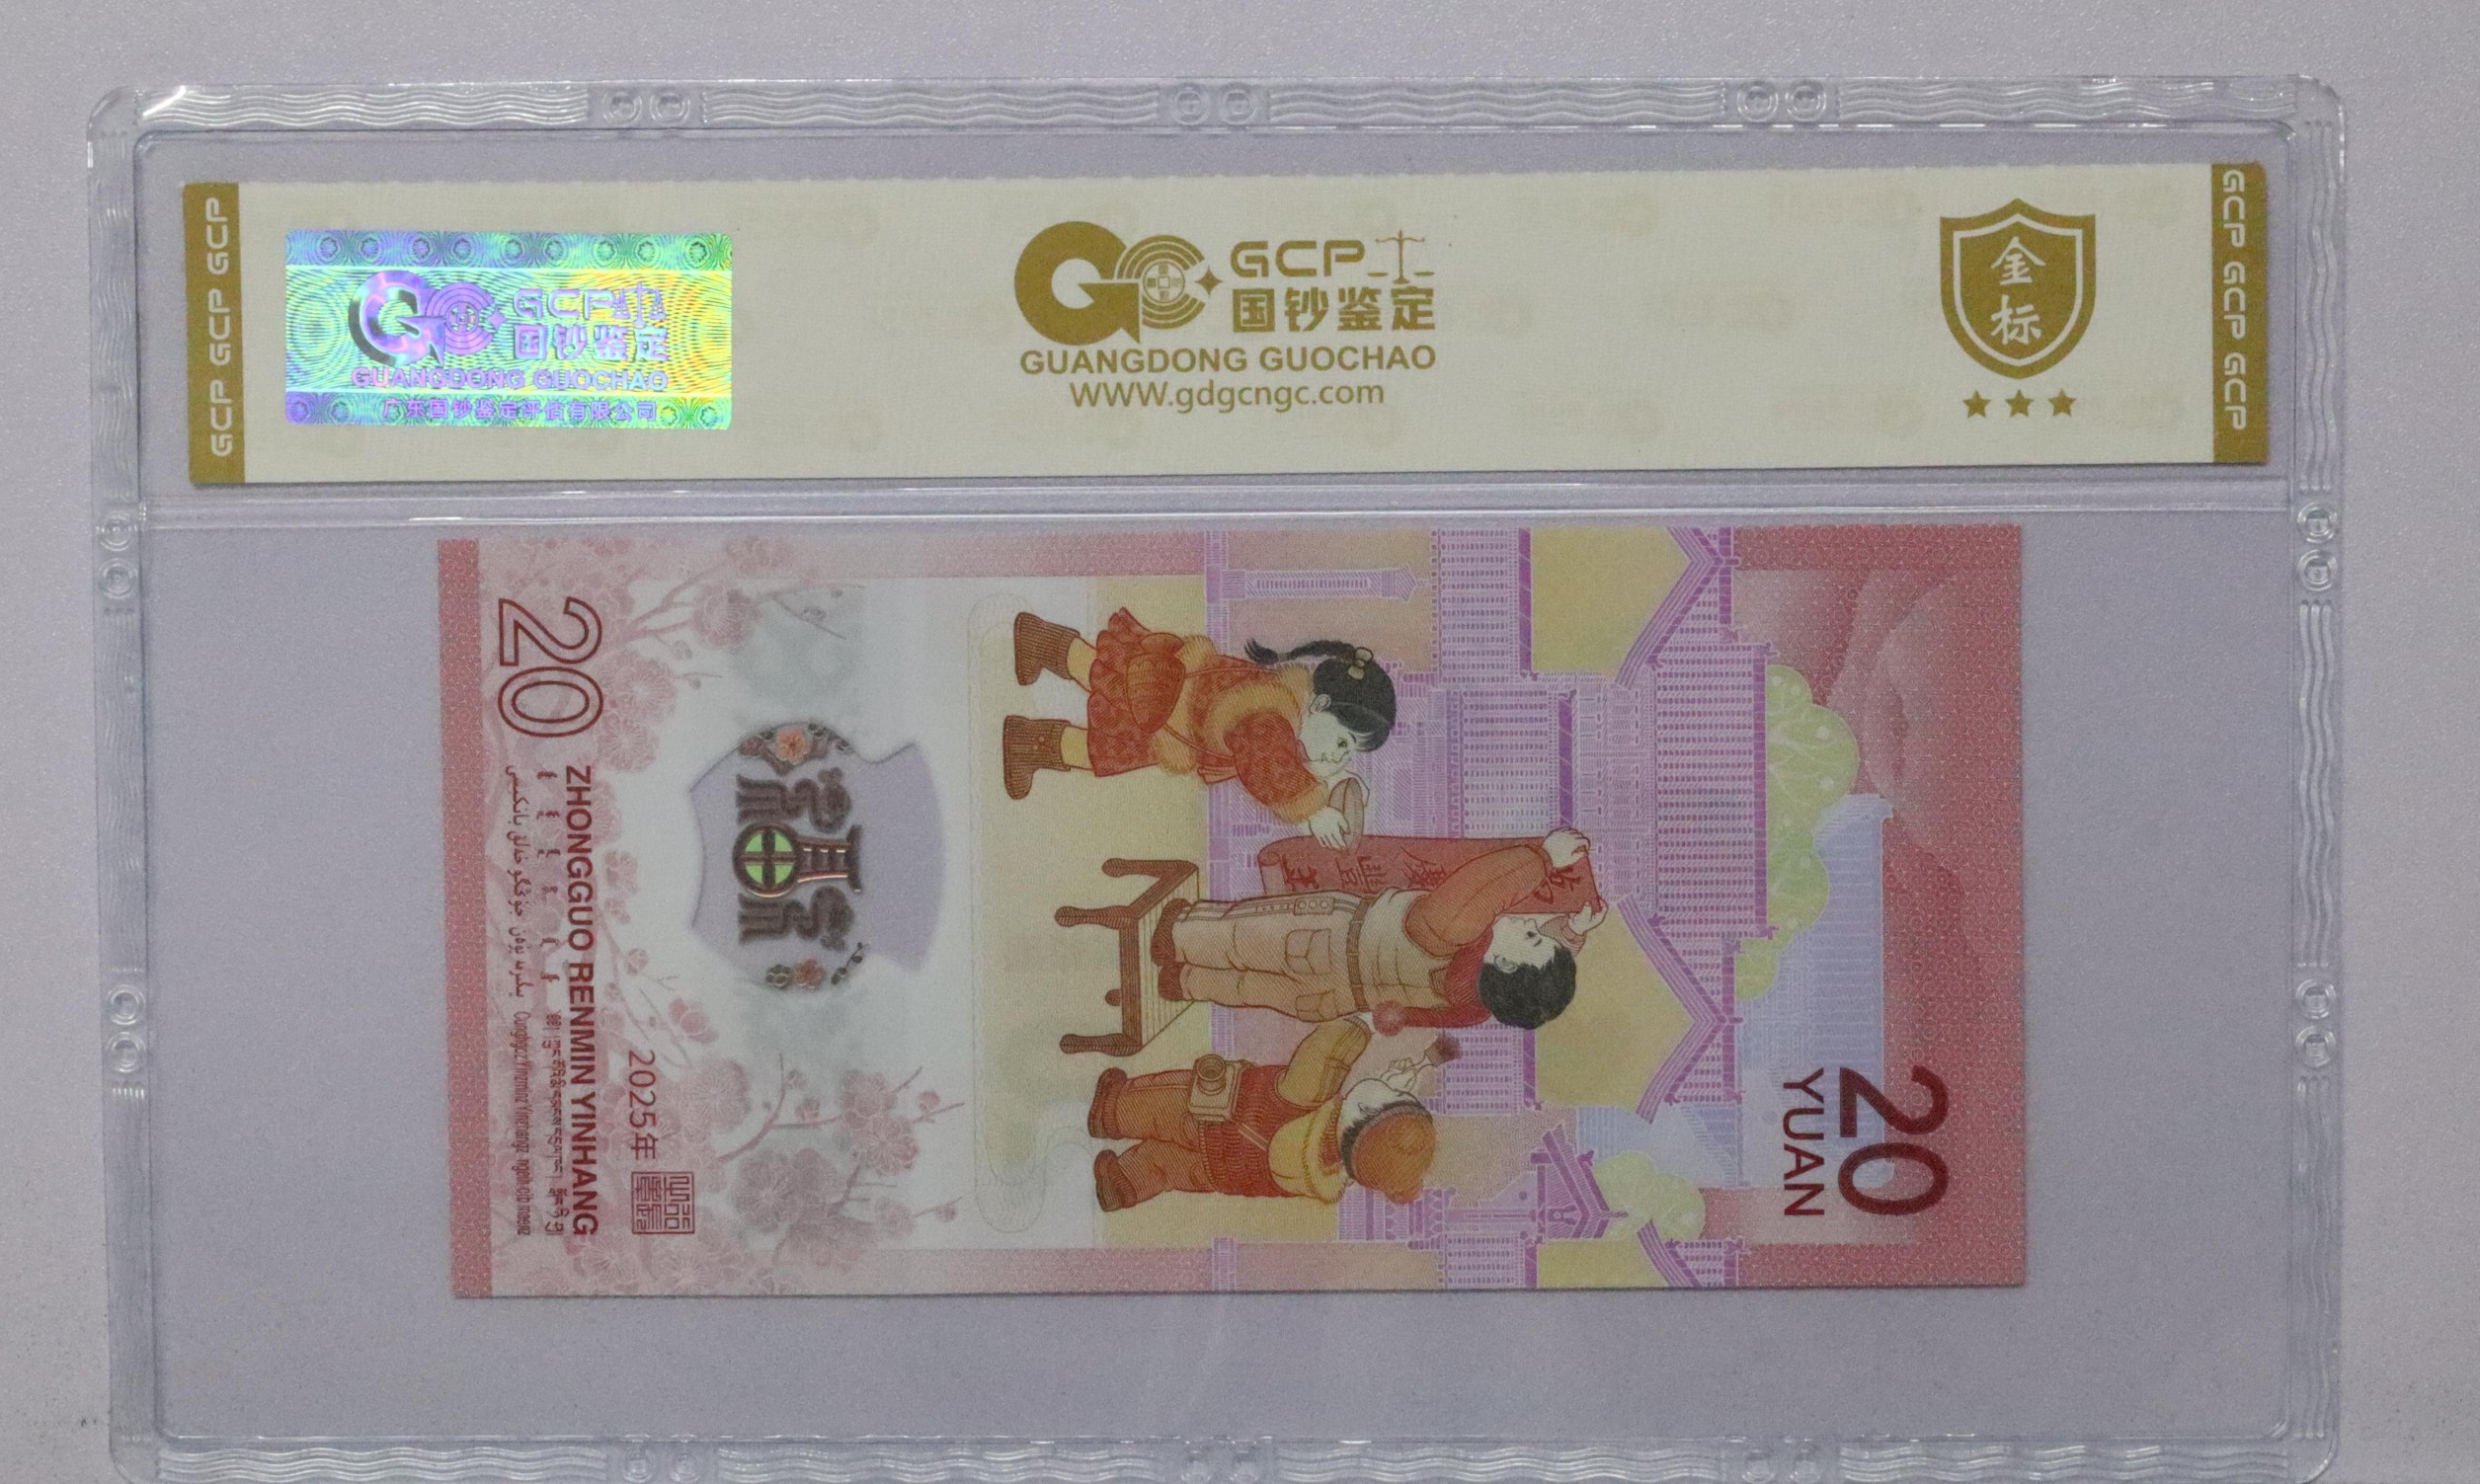 GCP GCP GCP
GCP
国钞鉴定
GUANGDONG GUOCHAO
广东国钞鉴定评估有限公司
GCP
国钞鉴定
GUANGDONG GUOCHAO
WWW.gdgcngc.com
金
标
GCP GCP GCP
20
YUAN
2025年
20
ZHONGGUO RENMIN YINHANG